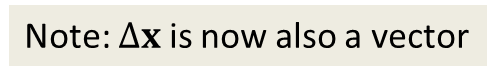 Note: Δx is now also a vector